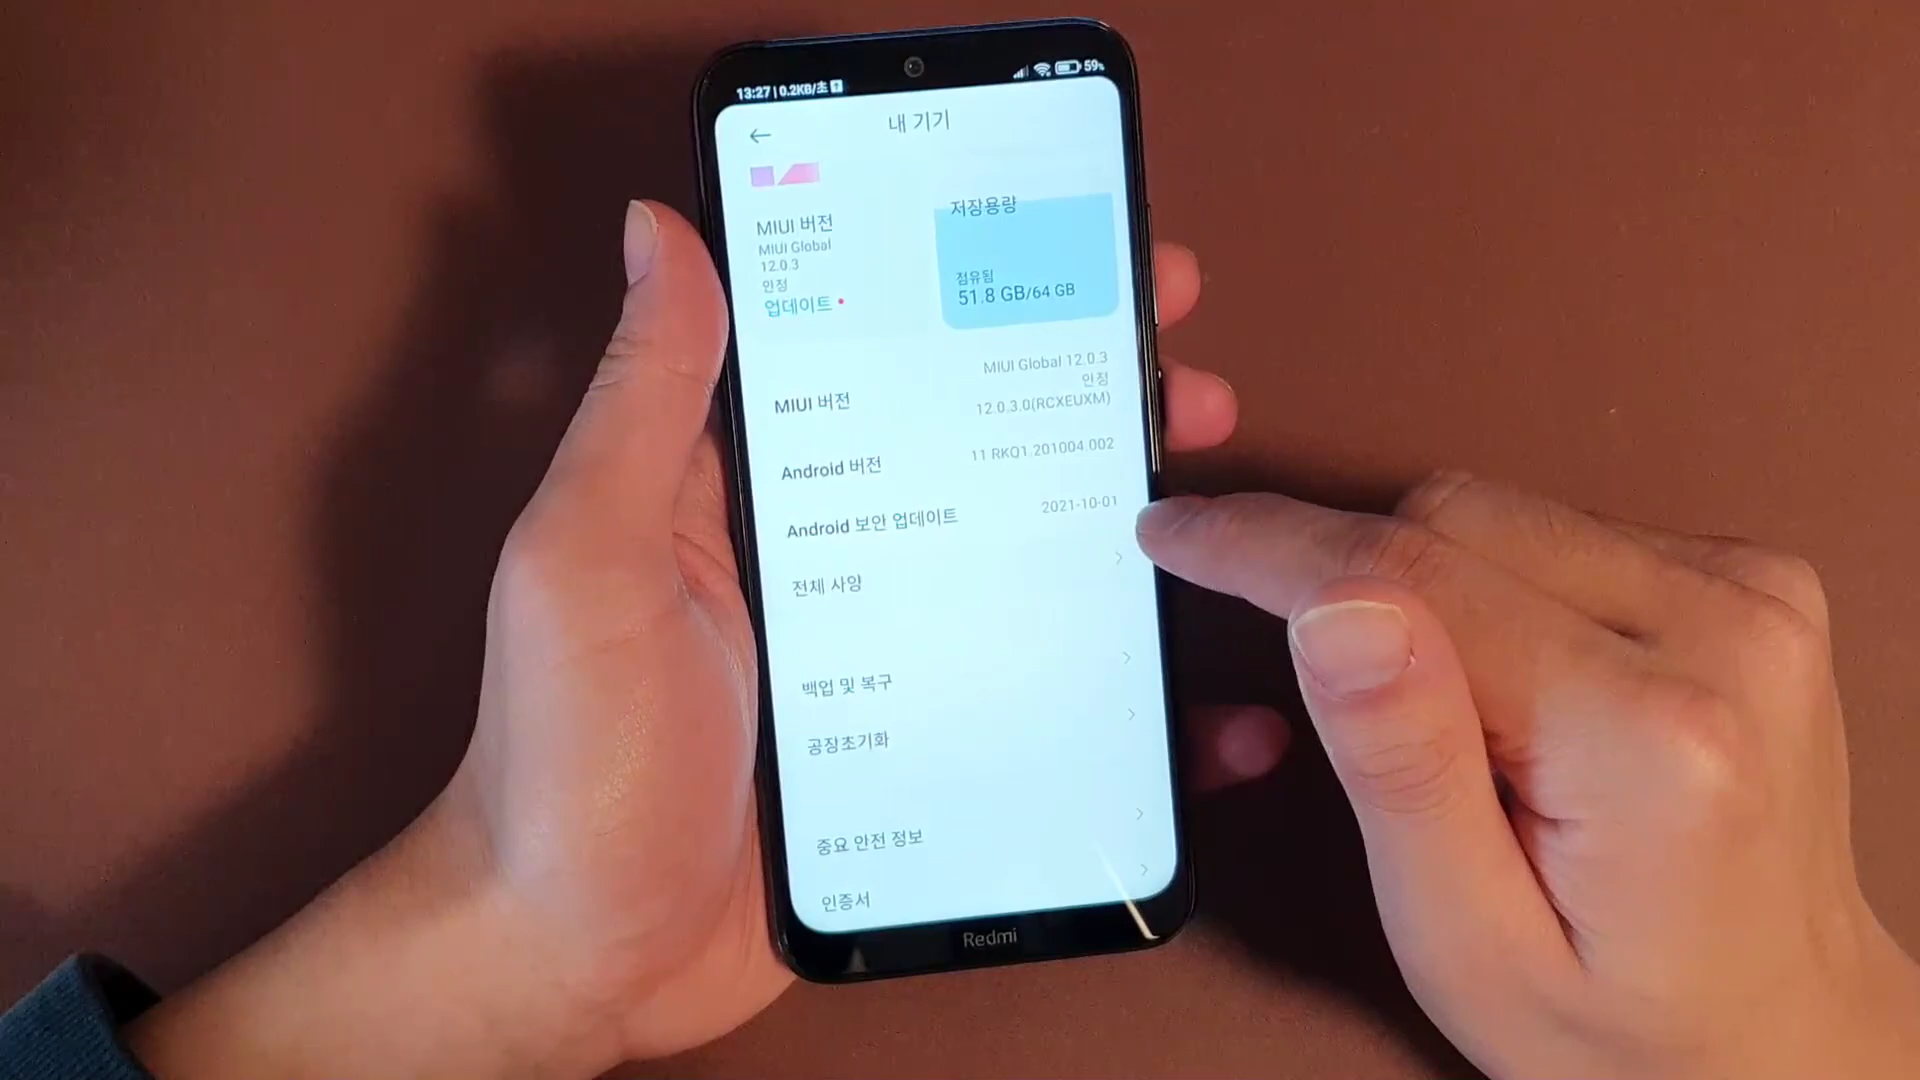 13:27 | 0.2KB/초
59%
내 기기
MIUI 버전
MIUI Global
12.0.3
안정
업데이트
저장용량
점유됨
51.8 GB/64 GB
MIUI 버전
MIUI Global 12.0.3
안정
12.0.3.0(RCXEUXM)
Android 버전
11 RKQ1.201004.002
Android 보안 업데이트
2021-10-01
전체 사양
백업 및 복구
공장초기화
중요 안전 정보
인증서
Redmi